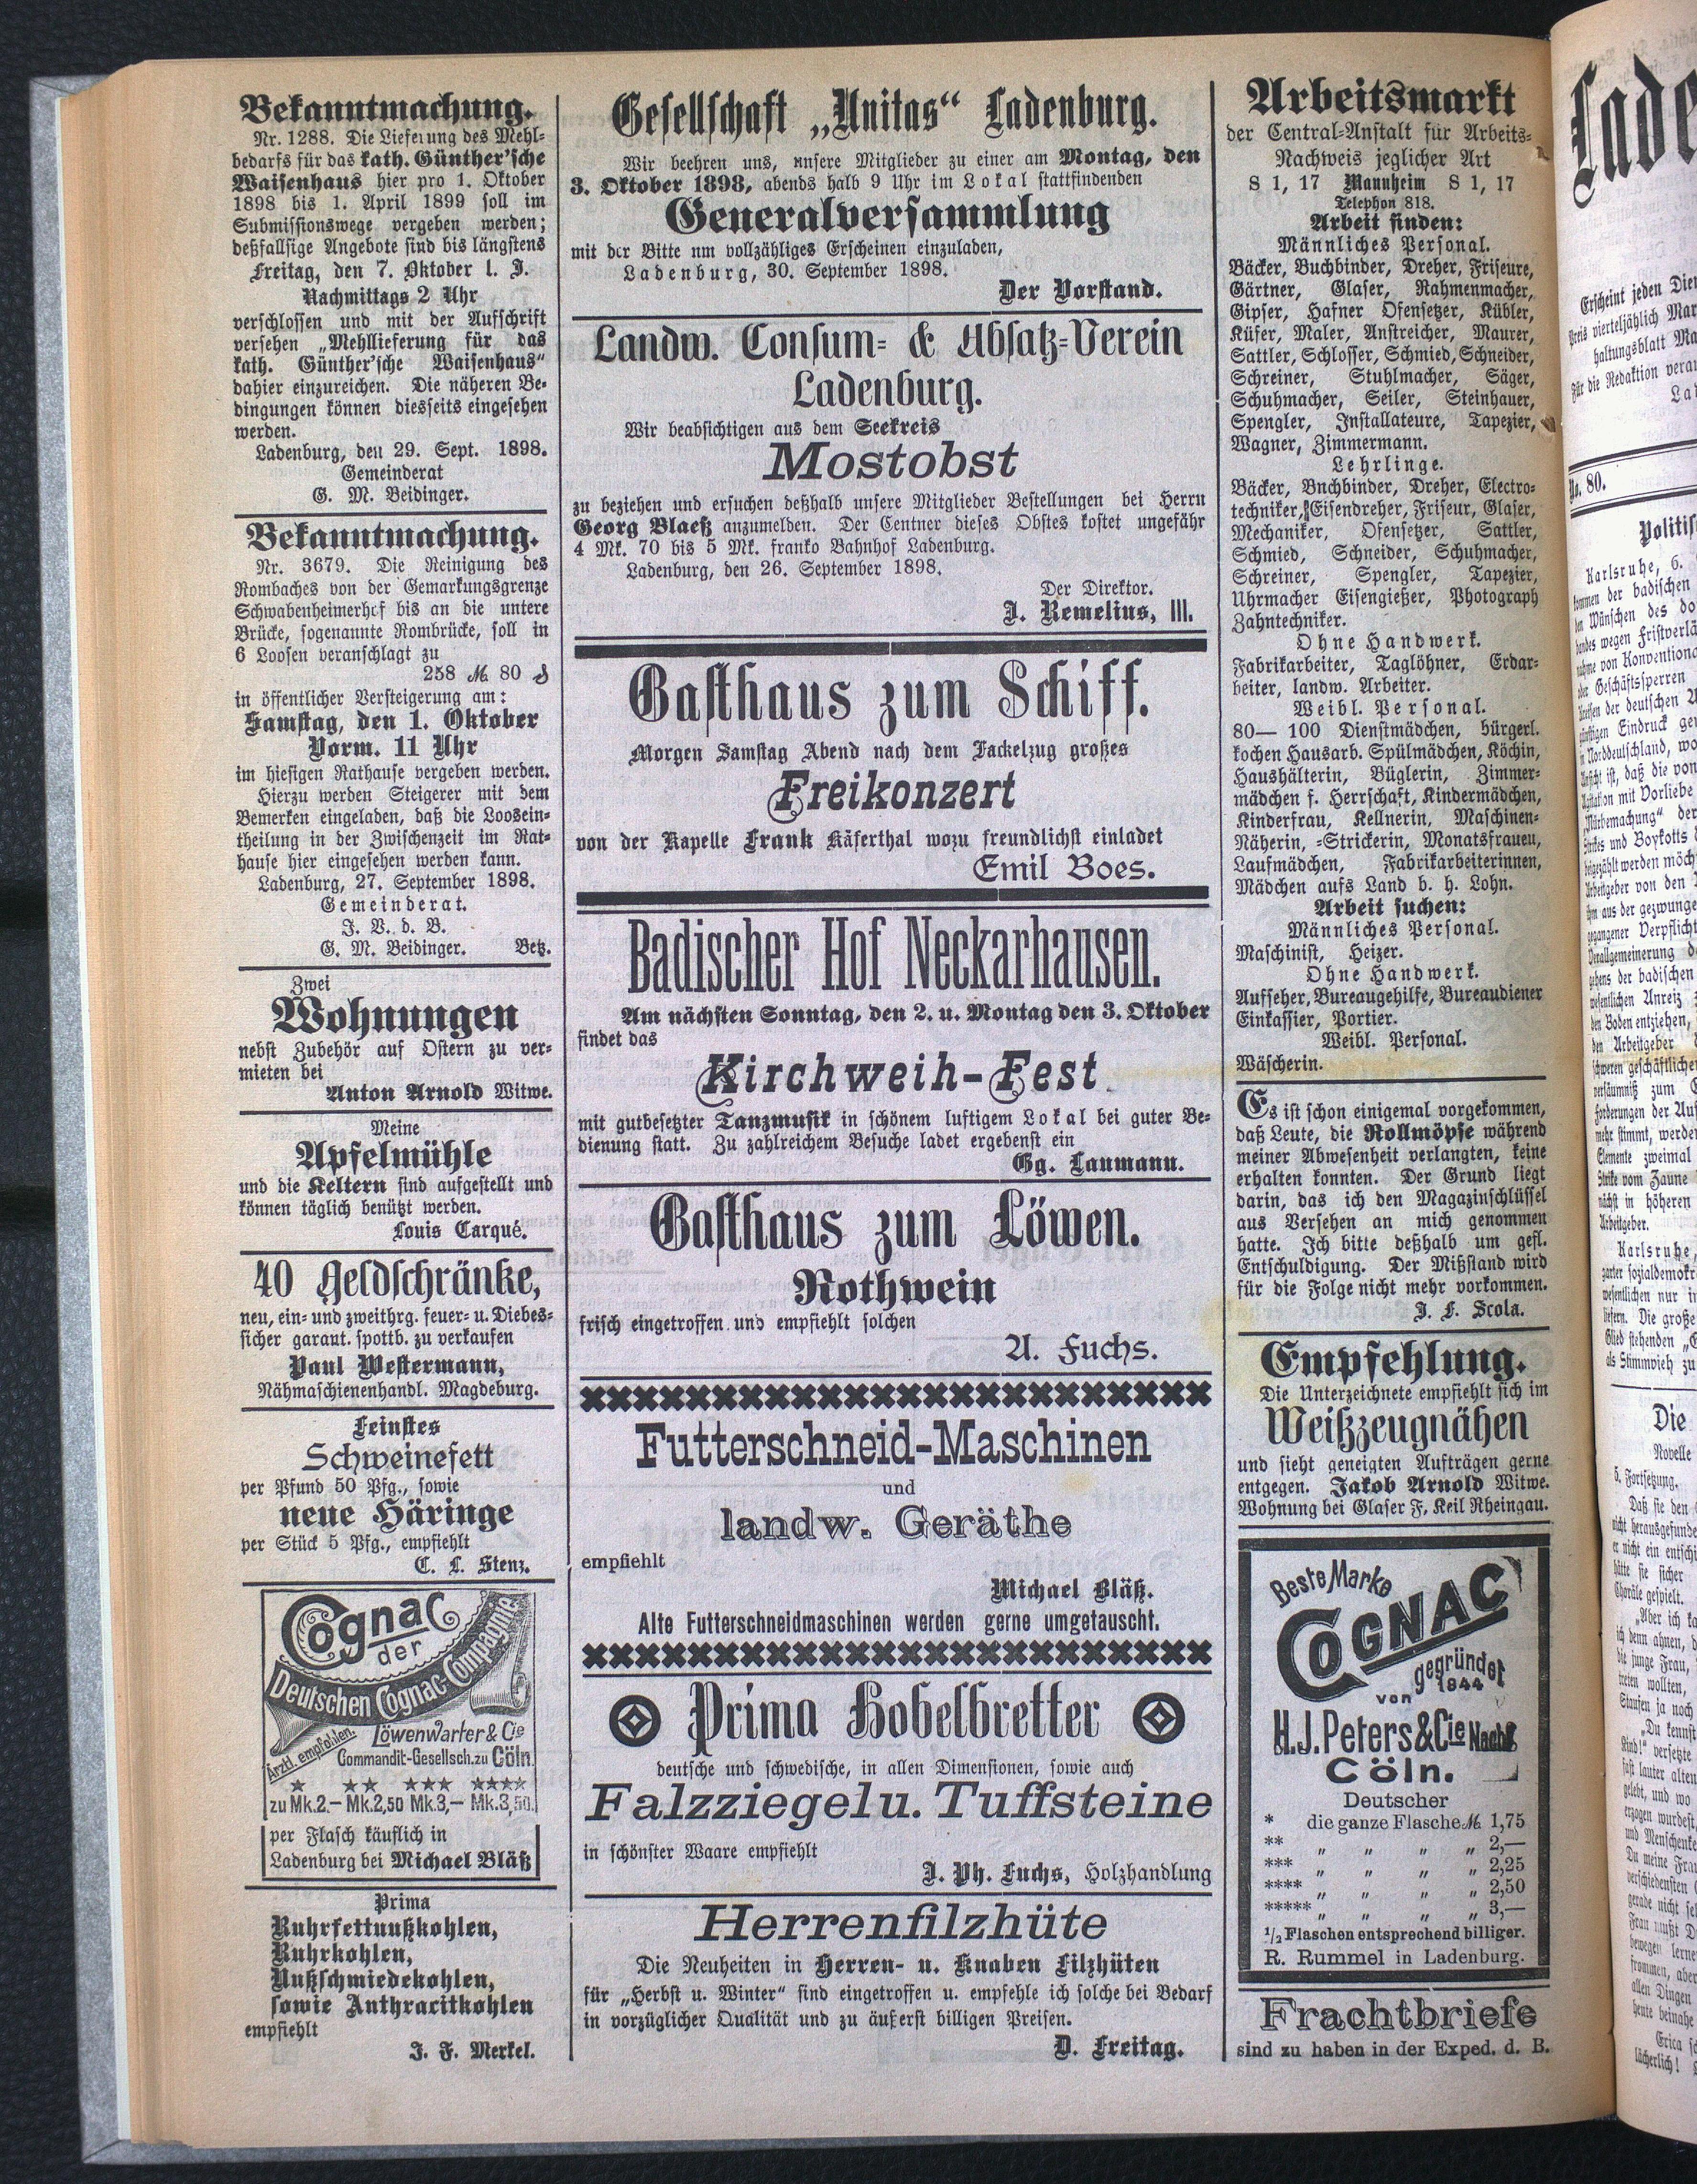 Bekanntmachung.
Nr. 1288. Die Lieferung des Mehl-
bedarfs für das kath. Günther'sche
Waisenhaus hier pro 1. Oktober
1898 bis 1. April 1899 soll im
Submissionswege vergeben werden;
deßfallsige Angebote sind bis längstens
Freitag, den 7. Oktober l. J.
Nachmittags 2 Uhr
verschlossen und mit der Aufschrift
versehen „Mehllieferung für das
kath. Günther'sche Waisenhaus“
dahier einzureichen. Die näheren Be-
dingungen können diesseits eingesehen
werden.
Ladenburg, den 29. Sept. 1898.
Gemeinderat
G. M. Beidinger.
Bekanntmachung.
Nr. 3679. Die Reinigung des
Rombaches von der Gemarkungsgrenze
Schwabenheimerhof bis an die untere
Brücke, sogenannte Rombrücke, soll in
6 Loosen veranschlagt zu
258 ℳ 80 ₰
in öffentlicher Versteigerung am:
Samstag, den 1. Oktober
Vorm. 11 Uhr
im hiesigen Rathause vergeben werden.
Hierzu werden Steigerer mit dem
Bemerken eingeladen, daß die Loosein-
theilung in der Zwischenzeit im Rat-
hause hier eingesehen werden kann.
Ladenburg, 27. September 1898.
Gemeinderat.
J. V. d. B.
G. M. Beidinger. Betz.
Zwei
Wohnungen
nebst Zubehör auf Ostern zu ver-
mieten bei
Anton Arnold Witwe.
Meine
Apfelmühle
und die Keltern sind aufgestellt und
können täglich benützt werden.
Louis Carqué.
40 Geldschränke,
neu, ein- und zweithrg. feuer- u. Diebes-
sicher garant. spottb. zu verkaufen
Paul Westermann,
Nähmaschienenhandl. Magdeburg.
Feinstes
Schweinefett
per Pfund 50 Pfg., sowie
neue Häringe
per Stück 5 Pfg., empfiehlt
C. L. Stenz.
Cognac
der
Deutschen Cognac Compagnie
Löwenwarter & Cie
Ärztl. empfohlen. Commandit-Gesellsch. zu Cöln.
★ ★★ ★★★ ★★★★
zu Mk. 2.— Mk. 2,50 Mk. 3,— Mk. 3,50.
per Flasch käuflich in
Ladenburg bei Michael Bläß
Prima
Ruhrfettnußkohlen,
Ruhrkohlen,
Nußschmiedekohlen,
sowie Anthracitkohlen
empfiehlt
J. F. Merkel.
Gesellschaft „Unitas“ Ladenburg.
Wir beehren uns, unsere Mitglieder zu einer am Montag, den
3. Oktober 1898, abends halb 9 Uhr im Lokal stattfindenden
Generalversammlung
mit der Bitte nm vollzähliges Erscheinen einzuladen,
Ladenburg, 30. September 1898.
Der Vorstand.
Landw. Consum- & Absatz-Verein
Ladenburg.
Wir beabsichtigen aus dem Seekreis
Mostobst
zu beziehen und ersuchen deßhalb unsere Mitglieder Bestellungen bei Herrn
Georg Blaeß anzumelden. Der Centner dieses Obstes kostet ungefähr
4 Mk. 70 bis 5 Mk. franko Bahnhof Ladenburg.
Ladenburg, den 26. September 1898.
Der Direktor.
J. Remelius, III.
Gasthaus zum Schiff.
Morgen Samstag Abend nach dem Fackelzug großes
Freikonzert
von der Kapelle Frank Käferthal wozu freundlichst einladet
Emil Boes.
Badischer Hof Neckarhausen.
Am nächsten Sonntag, den 2. u. Montag den 3. Oktober
findet das
Kirchweih-Fest
mit gutbesetzter Tanzmusik in schönem luftigem Lokal bei guter Be-
dienung statt. Zu zahlreichem Besuche ladet ergebenst ein
Gg. Laumann.
Gasthaus zum Löwen.
Rothwein
frisch eingetroffen und empfiehlt solchen
A. Fuchs.
Futterschneid-Maschinen
und
landw. Geräthe
empfiehlt
Michael Bläß.
Alte Futterschneidmaschinen werden gerne umgetauscht.
Prima Hobelbretter
deutsche und schwedische, in allen Dimensionen, sowie auch
Falzziegel u. Tuffsteine
in schönster Waare empfiehlt
J. Ph. Fuchs, Holzhandlung
Herrenfilzhüte
Die Neuheiten in Herren- u. Knaben Filzhüten
für „Herbst u. Winter“ sind eingetroffen u. empfehle ich solche bei Bedarf
in vorzüglicher Qualität und zu äußerst billigen Preisen.
D. Freitag.
Arbeitsmarkt
der Central-Anstalt für Arbeits-
Nachweis jeglicher Art
S 1, 17 Mannheim S 1, 17
Telephon 818.
Arbeit finden:
Männliches Personal.
Bäcker, Buchbinder, Dreher, Friseure,
Gärtner, Glaser, Rahmenmacher,
Gipser, Hafner Ofensetzer, Kübler,
Küfer, Maler, Anstreicher, Maurer,
Sattler, Schlosser, Schmied, Schneider,
Schreiner, Stuhlmacher, Säger,
Schuhmacher, Seiler, Steinhauer,
Spengler, Installateure, Tapezier,
Wagner, Zimmermann.
Lehrlinge.
Bäcker, Bnchbinder, Dreher, Electro-
techniker, Eisendreher, Friseur, Glaser,
Mechaniker, Ofensetzer, Sattler,
Schmied, Schneider, Schuhmacher,
Schreiner, Spengler, Tapezier,
Uhrmacher Eisengießer, Photograph
Zahntechniker.
Ohne Handwerk.
Fabrikarbeiter, Taglöhner, Erdar-
beiter, landw. Arbeiter.
Weibl. Personal.
80— 100 Dienstmädchen, bürgerl.
kochen Hausarb. Spülmädchen, Köchin,
Haushälterin, Büglerin, Zimmer-
mädchen f. Herrschaft, Kindermädchen,
Kinderfrau, Kellnerin, Maschinen-
Näherin, -Strickerin, Monatsfrauen,
Laufmädchen, Fabrikarbeiterinnen,
Mädchen aufs Land b. h. Lohn.
Arbeit suchen:
Männliches Personal.
Maschinist, Heizer.
Ohne Handwerk.
Aufseher, Bureaugehilfe, Bureaudiener
Einkassier, Portier.
Weibl. Personal.
Wäscherin.
Es ist schon einigemal vorgekommen,
daß Leute, die Rollmöpse während
meiner Abwesenheit verlangten, keine
erhalten konnten. Der Grund liegt
darin, das ich den Magazinschlüssel
aus Versehen an mich genommen
hatte. Ich bitte deßhalb um gefl.
Entschuldigung. Der Mißstand wird
für die Folge nicht mehr vorkommen.
J. F. Scola.
Empfehlung.
Die Unterzeichnete empfiehlt sich im
Weißzeugnähen
und sieht geneigten Aufträgen gerne
entgegen. Jakob Arnold Witwe.
Wohnung bei Glaser F. Keil Rheingau.
Beste Marke
COGNAC
gegründet
von 1844
H. J. Peters & Cie Nachf.
Cöln.
Deutscher
* die ganze Flasche ℳ 1,75
** „ „ „ „ 2,—
*** „ „ „ „ 2,25
**** „ „ „ „ 2,50
***** „ „ „ „ 3,—
1/2 Flaschen entsprechend billiger.
R. Rummel in Ladenburg.
Frachtbriefe
sind zu haben in der Exped. d. B.
Erscheint jeden
No. 80.
Karlsruhe, 6.
Karlsruhe,
Die
Novelle
5. Fortsetzung.